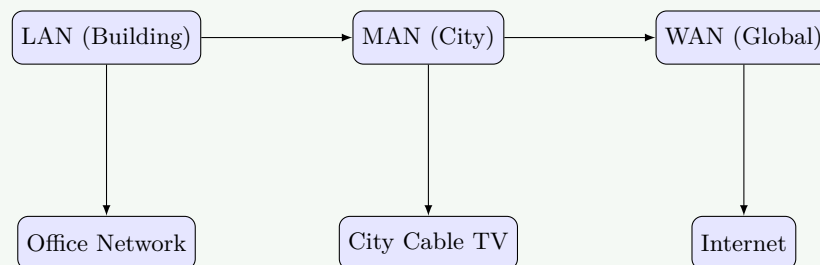 LAN (Building)
MAN (City)
WAN (Global)
Office Network
City Cable TV
Internet